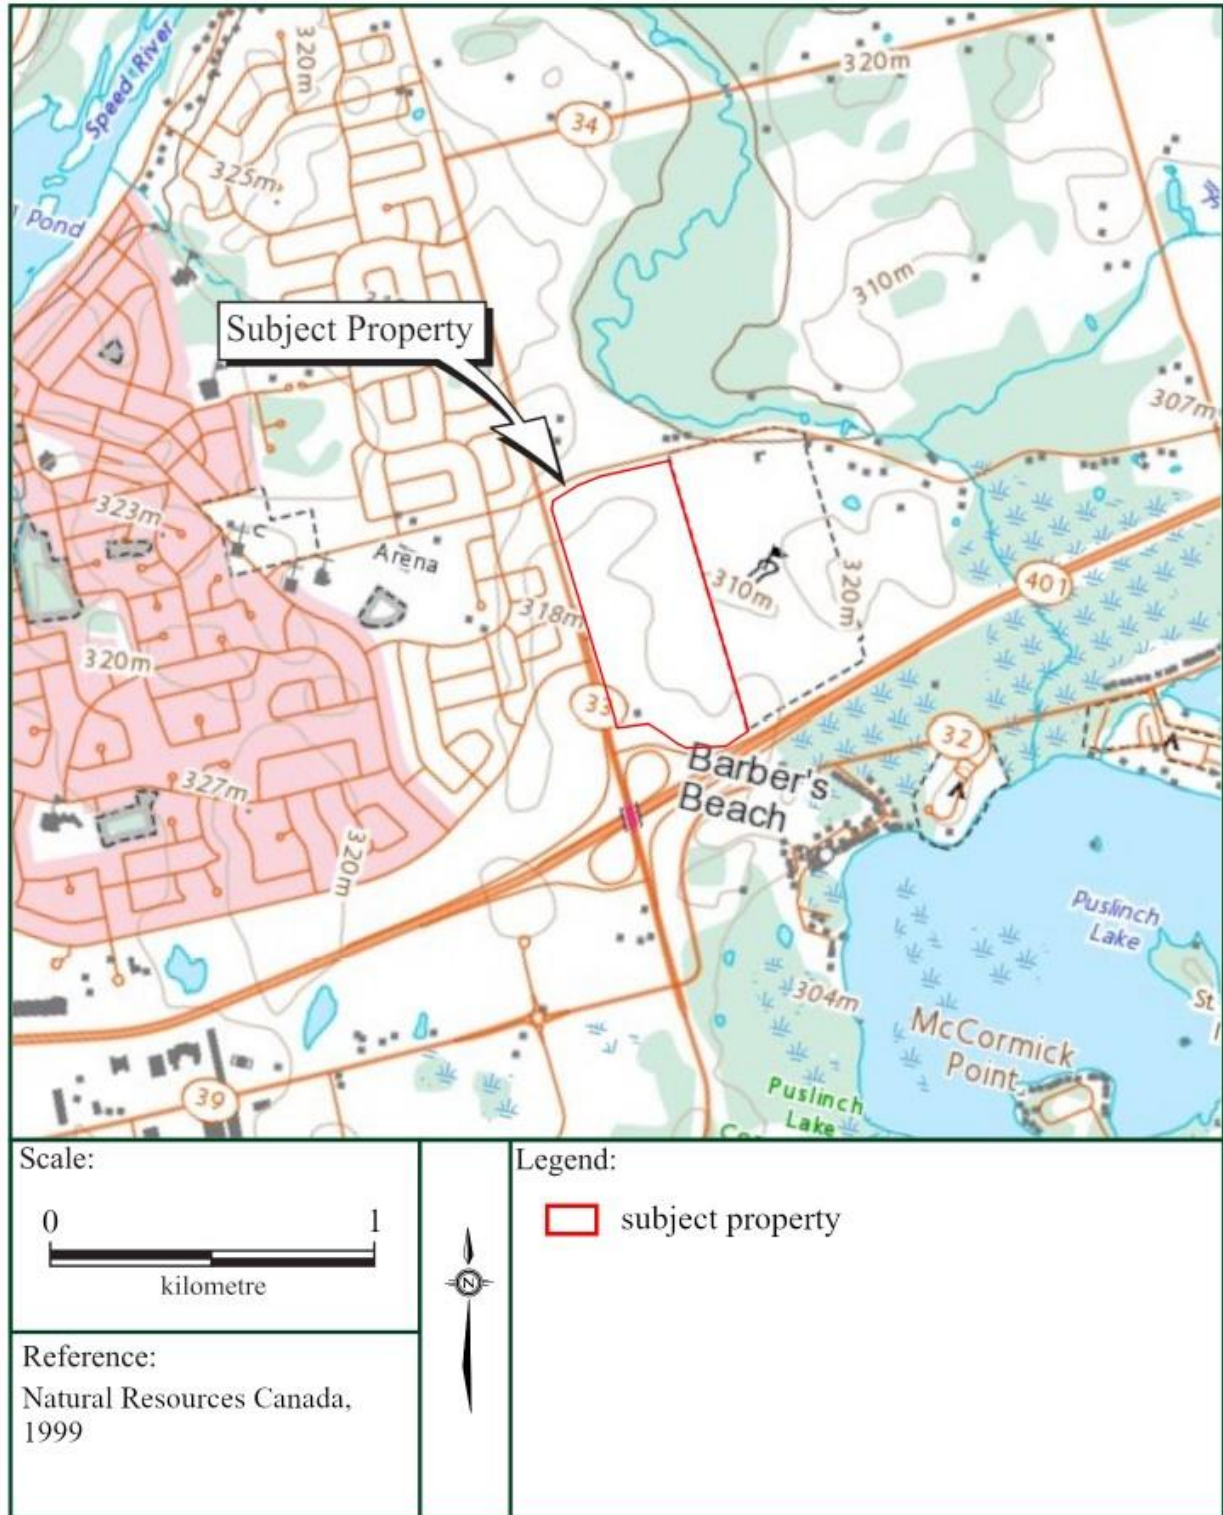 Speed River
320m
320m
34
325m
Pond
310m
Subject Property
307m
323m
Arena
318m
310m
320m
401
320m
33
32
Barber's
Beach
327m
320m
Puslinch
Lake
304m
McCormick
Point
St
39
Puslinch
Lake
Scale:
0 1
kilometre
Reference:
Natural Resources Canada,
1999
N
Legend:
subject property